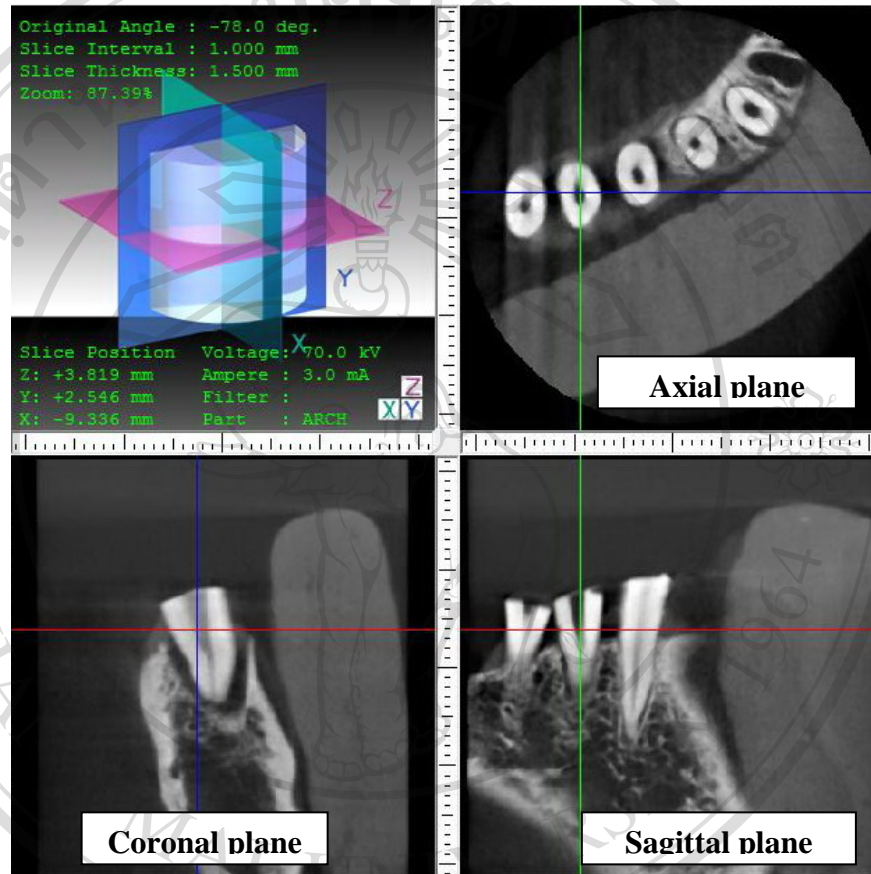 Original Angle : -78.0 deg.
Slice Interval : 1.000 mm
Slice Thickness: 1.500 mm
Zoom: 87.39%
Z
Y
X
Slice Position Voltage: 70.0 kV
Z: +3.819 mm Ampere : 3.0 mA
Y: +2.546 mm Filter :
X: -9.336 mm Part : ARCH
Z
X Y
Axial plane
Coronal plane
Sagittal plane
1964